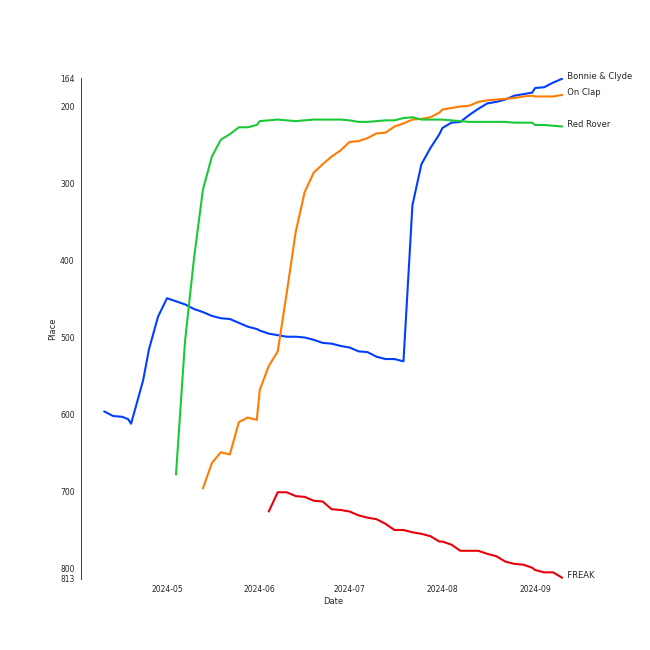 164
200
300
400
500
600
700
800
813
Place
2024-05
2024-06
2024-07
2024-08
2024-09
Date
Bonnie & Clyde
On Clap
Red Rover
FREAK